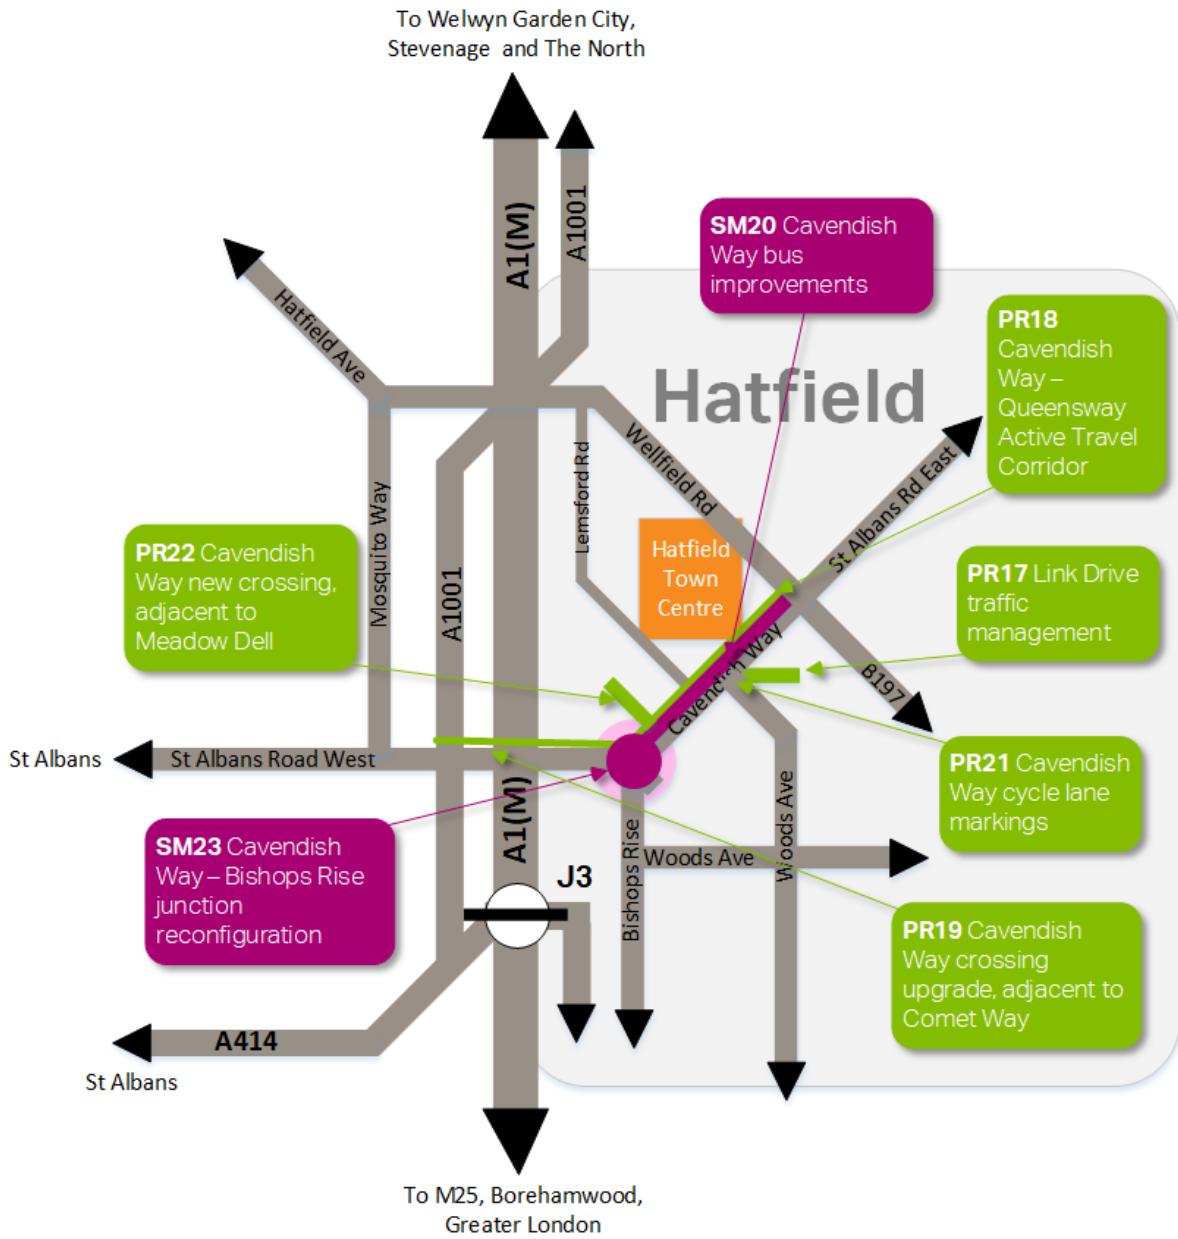 To Welwyn Garden City,
Stevenage and The North
A1(M)
A1001
SM20 Cavendish
Way bus
improvements
Hatfield Ave
PR18
Cavendish
Way –
Queensway
Active Travel
Corridor
Hatfield
Wellfield Rd
Lemsford Rd
St Albans Rd East
Mosquito Way
A1001
Hatfield
Town
Centre
PR22 Cavendish
Way new crossing,
adjacent to
Meadow Dell
PR17 Link Drive
traffic
management
Cavendish Way
B197
St Albans
St Albans Road West
PR21 Cavendish
Way cycle lane
markings
A1(M)
SM23 Cavendish
Way – Bishops Rise
junction
reconfiguration
J3
Bishops Rise
Woods Ave
Woods Ave
PR19 Cavendish
Way crossing
upgrade, adjacent to
Comet Way
A414
St Albans
To M25, Borehamwood,
Greater London